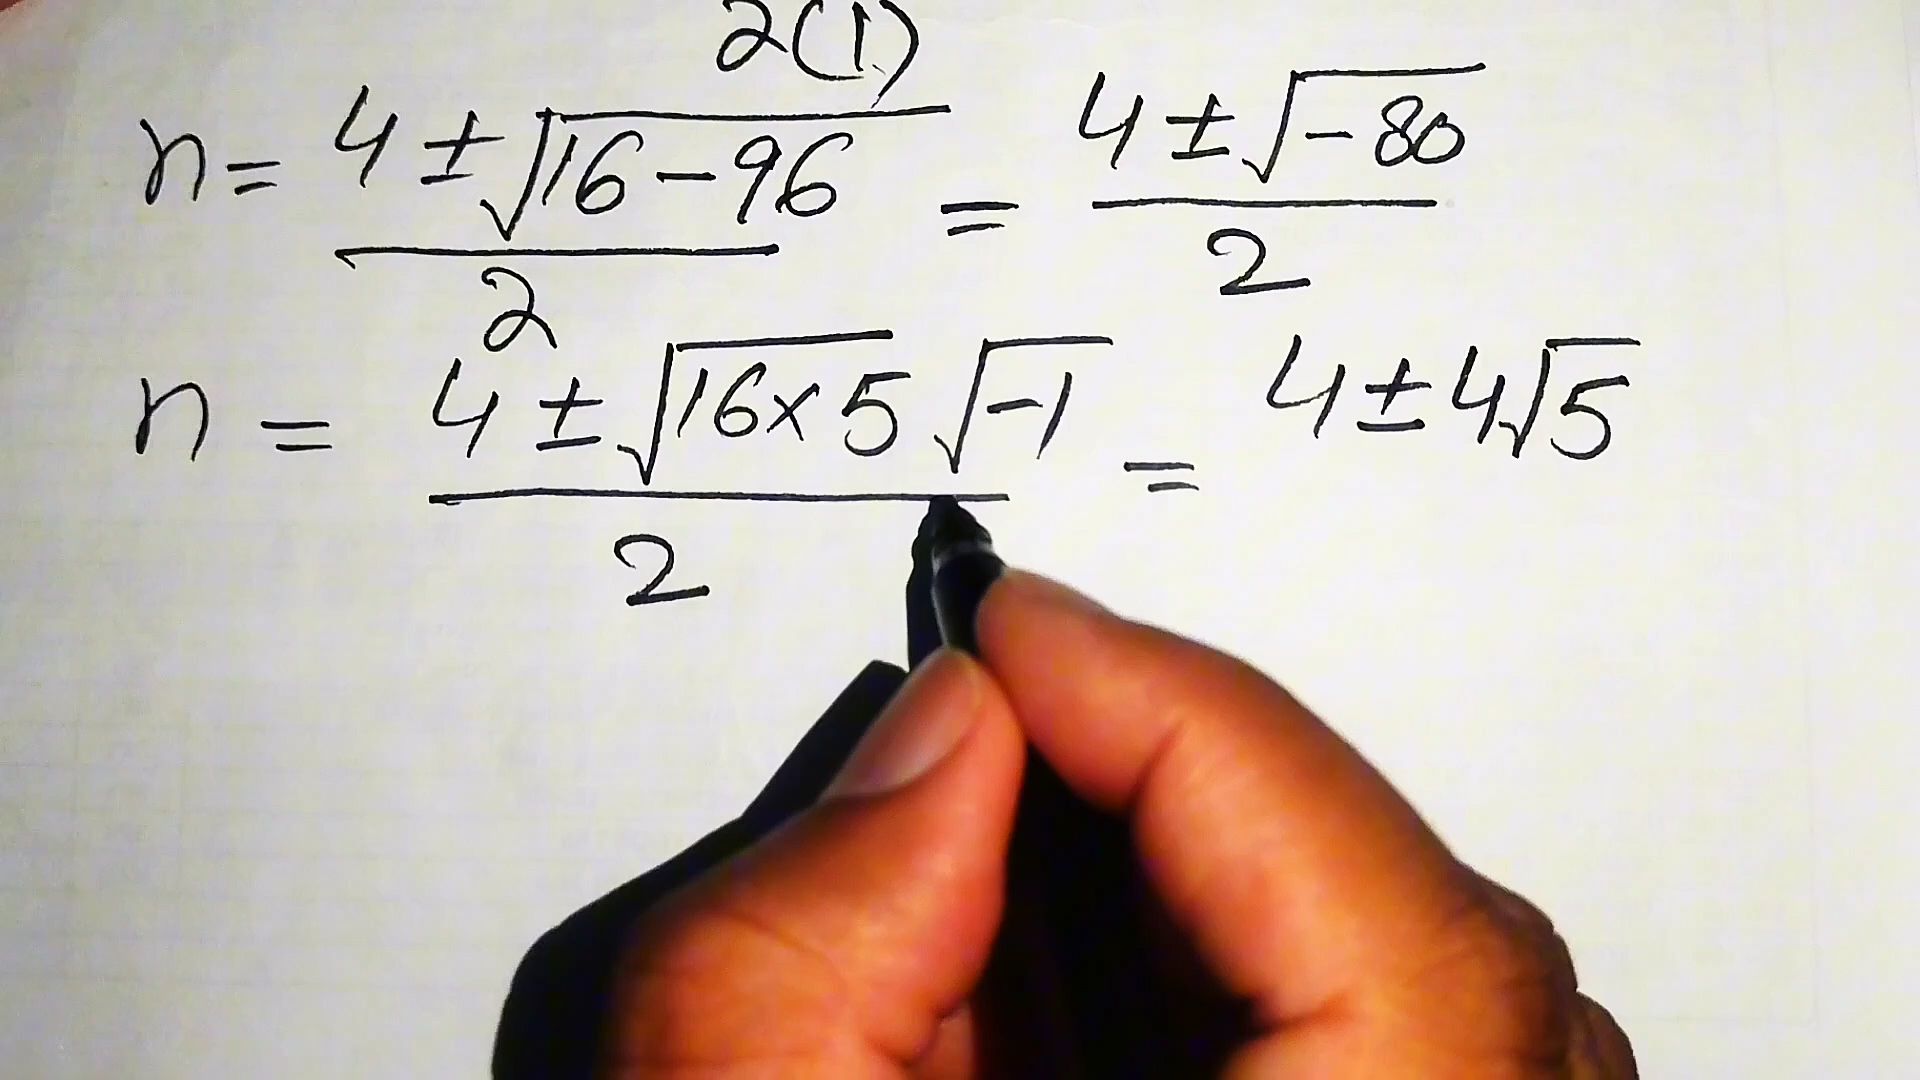 2(1)
n = 4 ± √16 - 96 / 2 = 4 ± √-80 / 2
n = 4 ± √16×5 √-1 / 2 = 4 ± 4√5